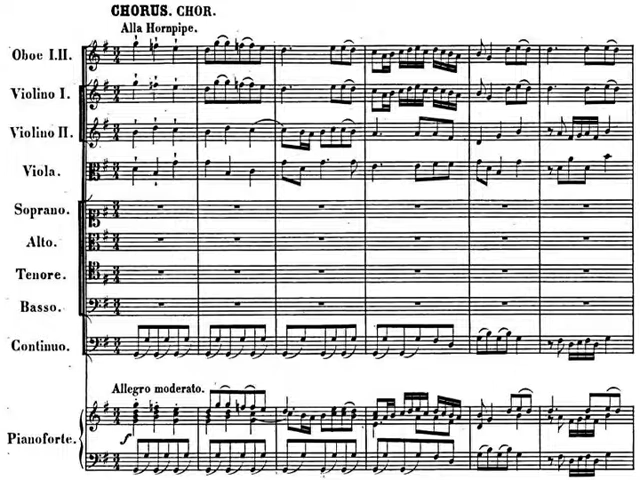 CHORUS. CHOR.
Alla Hornpipe.
Oboe I.II.
Violino I.
Violino II.
Viola.
Soprano.
Alto.
Tenore.
Basso.
Continuo.
Allegro moderato.
Pianoforte.
f